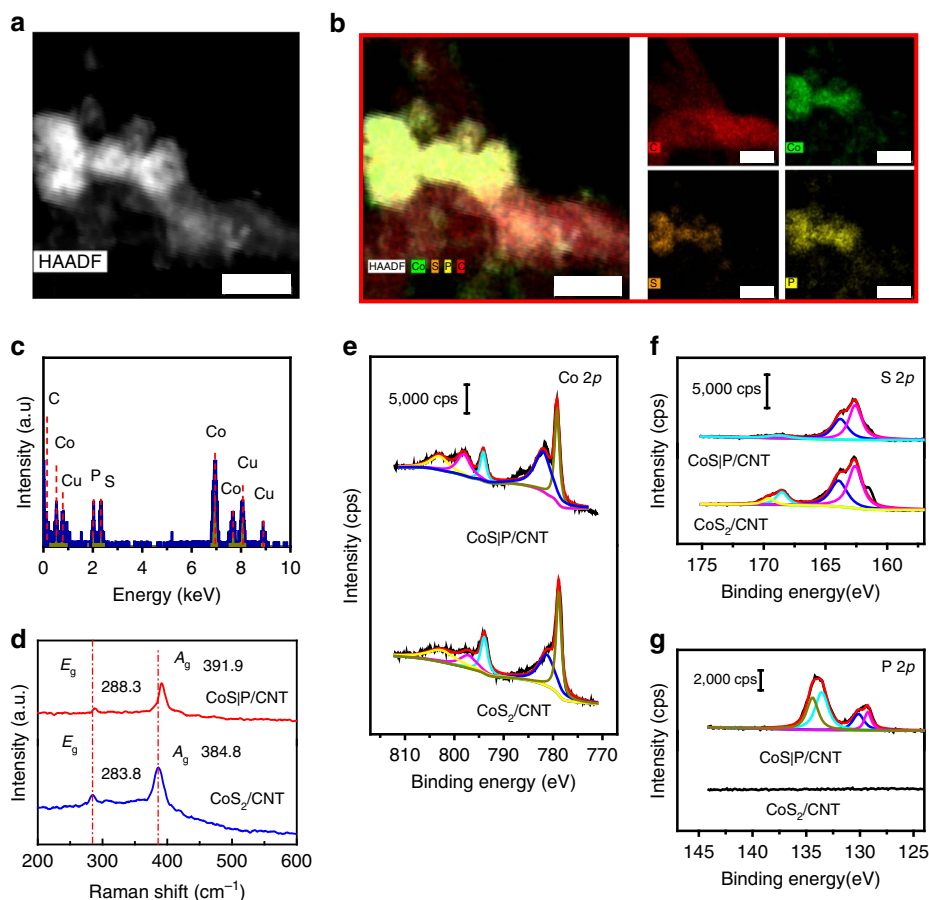 a
HAADF
b
HAADF Co S P C
C
Co
S
P
c
Intensity (a.u)
C
Co
Cu
P S
Co
Co
Cu
Cu
0 2 4 6 8 10
Energy (keV)
d
Intensity (a.u.)
Eg Ag 391.9
288.3
CoS|P/CNT
Eg Ag 384.8
283.8
CoS2/CNT
200 300 400 500 600
Raman shift (cm−1)
e
Intensity (cps)
Co 2p
5,000 cps
CoS|P/CNT
CoS2/CNT
810 800 790 780 770
Binding energy (eV)
f
Intensity (cps)
S 2p
5,000 cps
CoS|P/CNT
CoS2/CNT
175 170 165 160
Binding energy(eV)
g
Intensity (cps)
P 2p
2,000 cps
CoS|P/CNT
CoS2/CNT
145 140 135 130 125
Binding energy(eV)